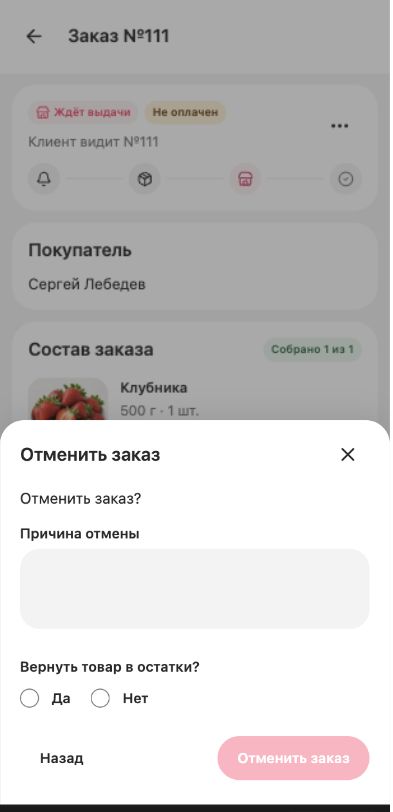 Заказ №111
Ждёт выдачи Не оплачен
Клиент видит №111
Покупатель
Сергей Лебедев
Состав заказа Собрано 1 из 1
Клубника
500 г · 1 шт.
Отменить заказ
Отменить заказ?
Причина отмены
Вернуть товар в остатки?
Да Нет
Назад Отменить заказ